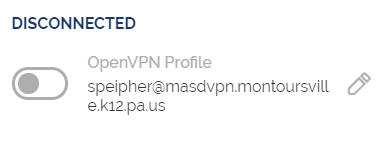 DISCONNECTED
OpenVPN Profile
speipher@masdvpn.montoursvill
e.k12.pa.us